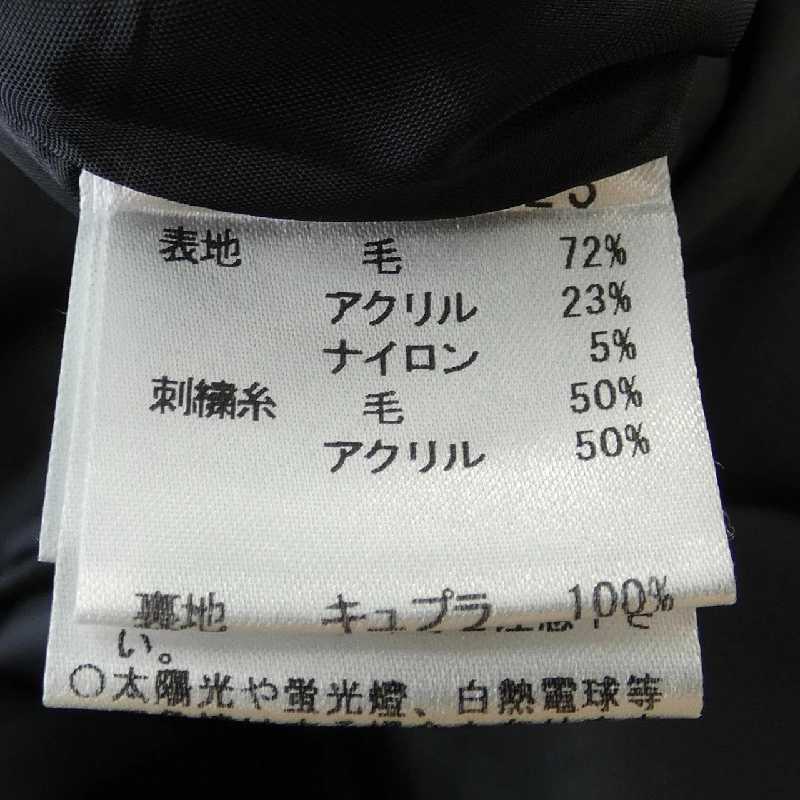 表地 毛 72%
アクリル 23%
ナイロン 5%
刺繍糸 毛 50%
アクリル 50%
裏地 キュプラ 100%
い。
○太陽光や蛍光燈、白熱電球等